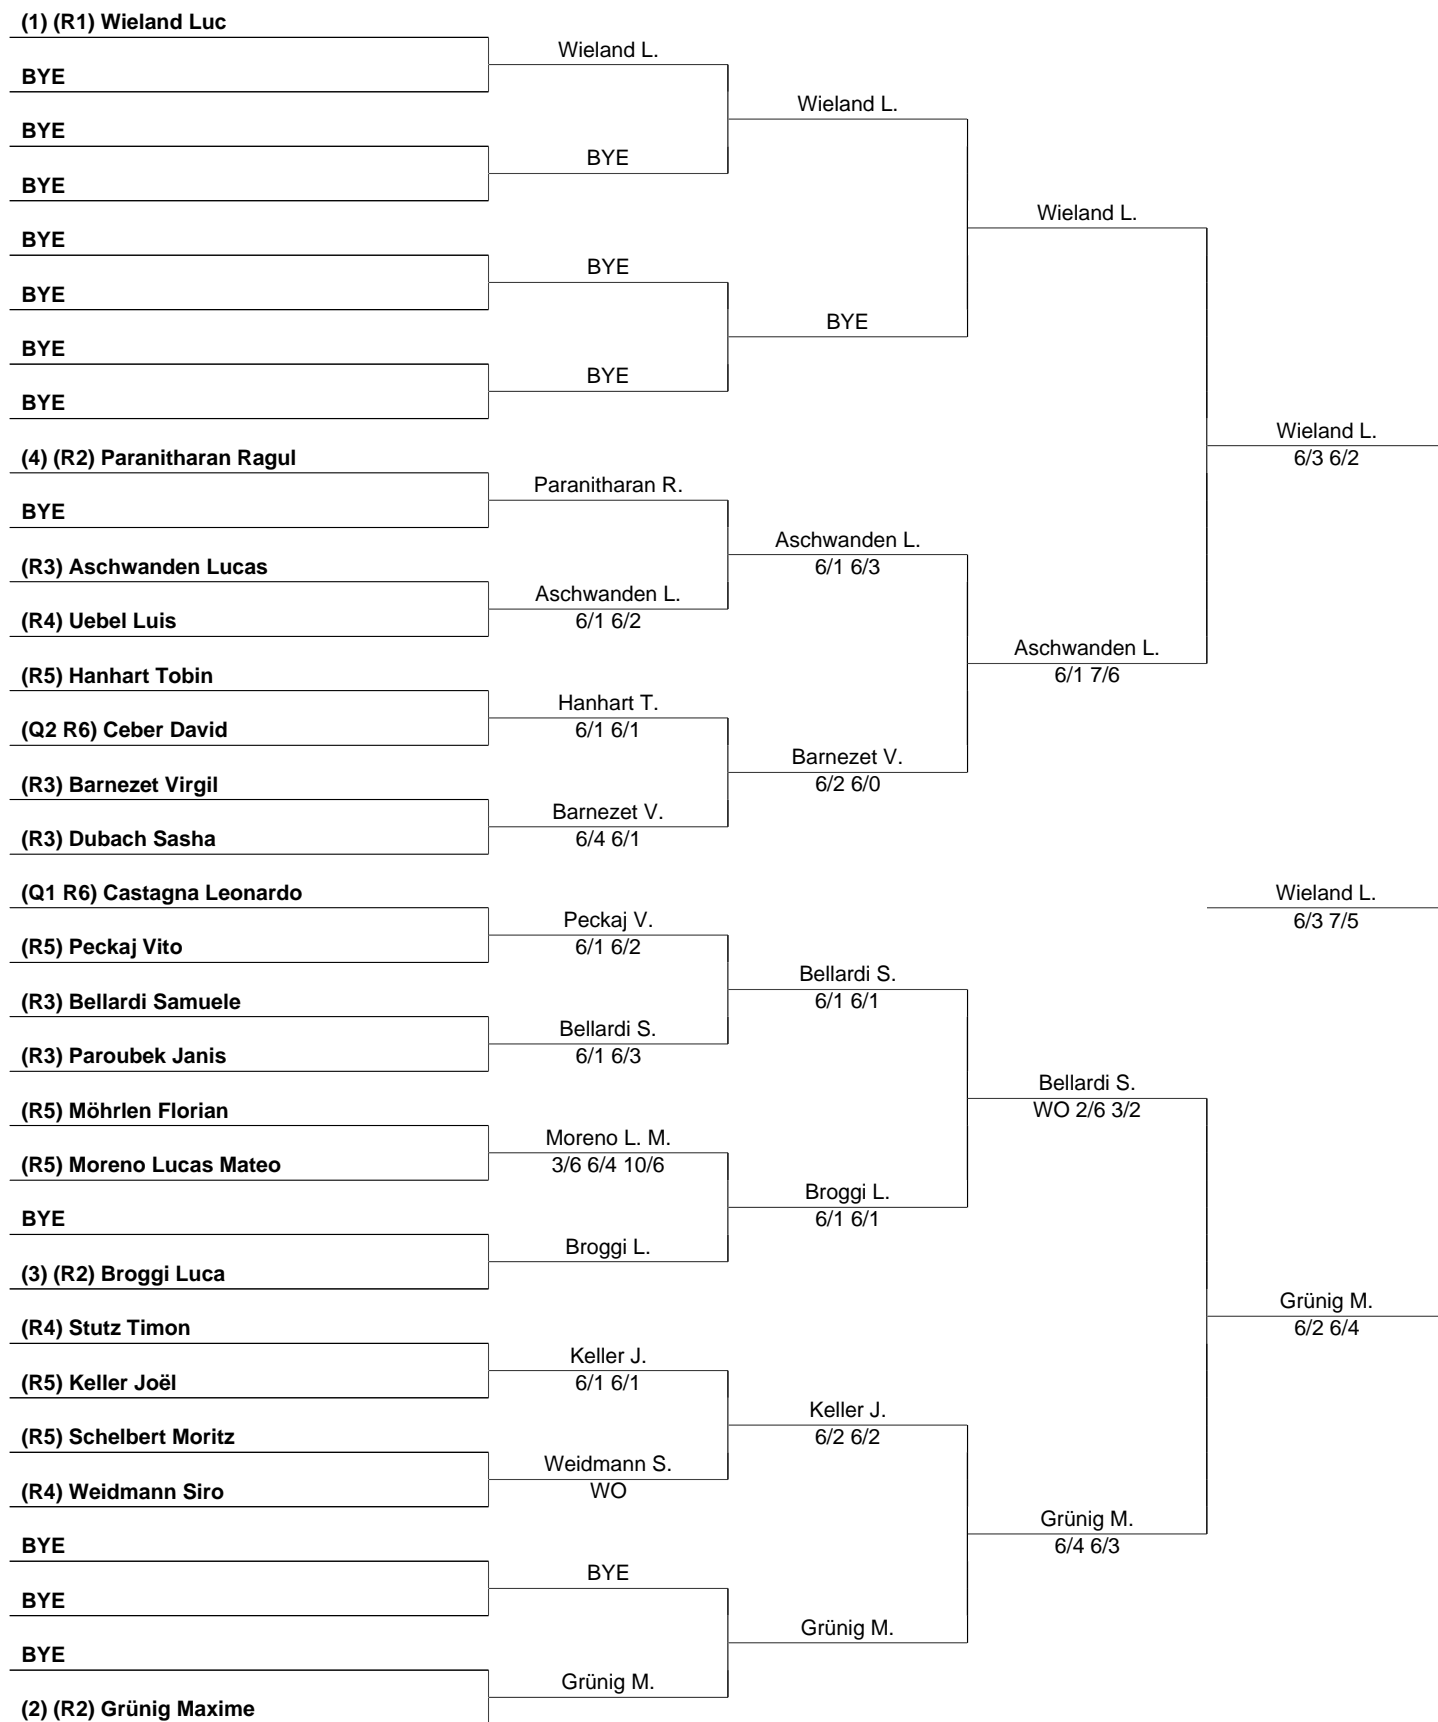 (1) (R1) Wieland Luc
Wieland L.
BYE
Wieland L.
BYE
BYE
BYE
Wieland L.
BYE
BYE
BYE
BYE
BYE
BYE
BYE
Wieland L.
6/3 6/2
(4) (R2) Paranitharan Ragul
Paranitharan R.
BYE
Aschwanden L.
6/1 6/3
(R3) Aschwanden Lucas
Aschwanden L.
6/1 6/2
(R4) Uebel Luis
Aschwanden L.
6/1 7/6
(R5) Hanhart Tobin
Hanhart T.
6/1 6/1
(Q2 R6) Ceber David
Barnezet V.
6/2 6/0
(R3) Barnezet Virgil
Barnezet V.
6/4 6/1
(R3) Dubach Sasha
(Q1 R6) Castagna Leonardo
Wieland L.
6/3 7/5
Peckaj V.
6/1 6/2
(R5) Peckaj Vito
Bellardi S.
6/1 6/1
(R3) Bellardi Samuele
Bellardi S.
6/1 6/3
(R3) Paroubek Janis
Bellardi S.
WO 2/6 3/2
(R5) Möhrlen Florian
Moreno L. M.
3/6 6/4 10/6
(R5) Moreno Lucas Mateo
Broggi L.
6/1 6/1
BYE
Broggi L.
(3) (R2) Broggi Luca
Grünig M.
6/2 6/4
(R4) Stutz Timon
Keller J.
6/1 6/1
(R5) Keller Joël
Keller J.
6/2 6/2
(R5) Schelbert Moritz
Weidmann S.
WO
(R4) Weidmann Siro
Grünig M.
6/4 6/3
BYE
BYE
BYE
Grünig M.
BYE
Grünig M.
(2) (R2) Grünig Maxime